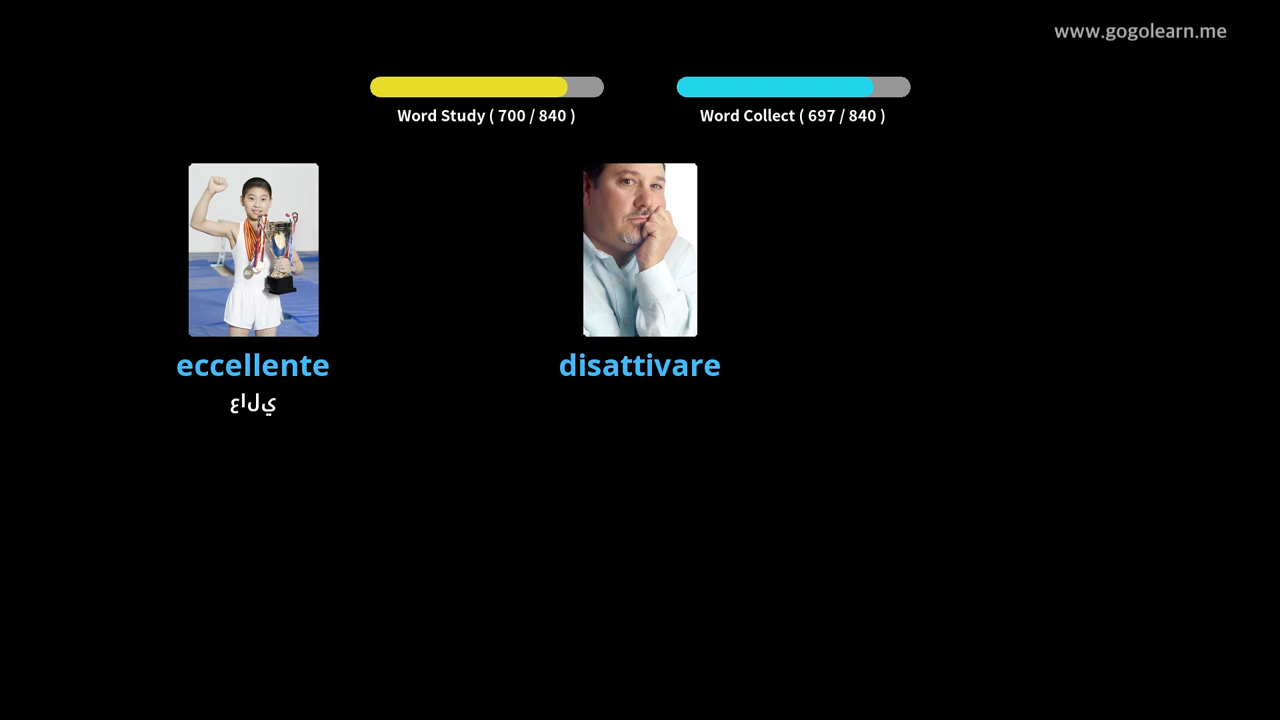 www.gogolearn.me
Word Study ( 700 / 840 )
Word Collect ( 697 / 840 )
eccellente
عالي
disattivare